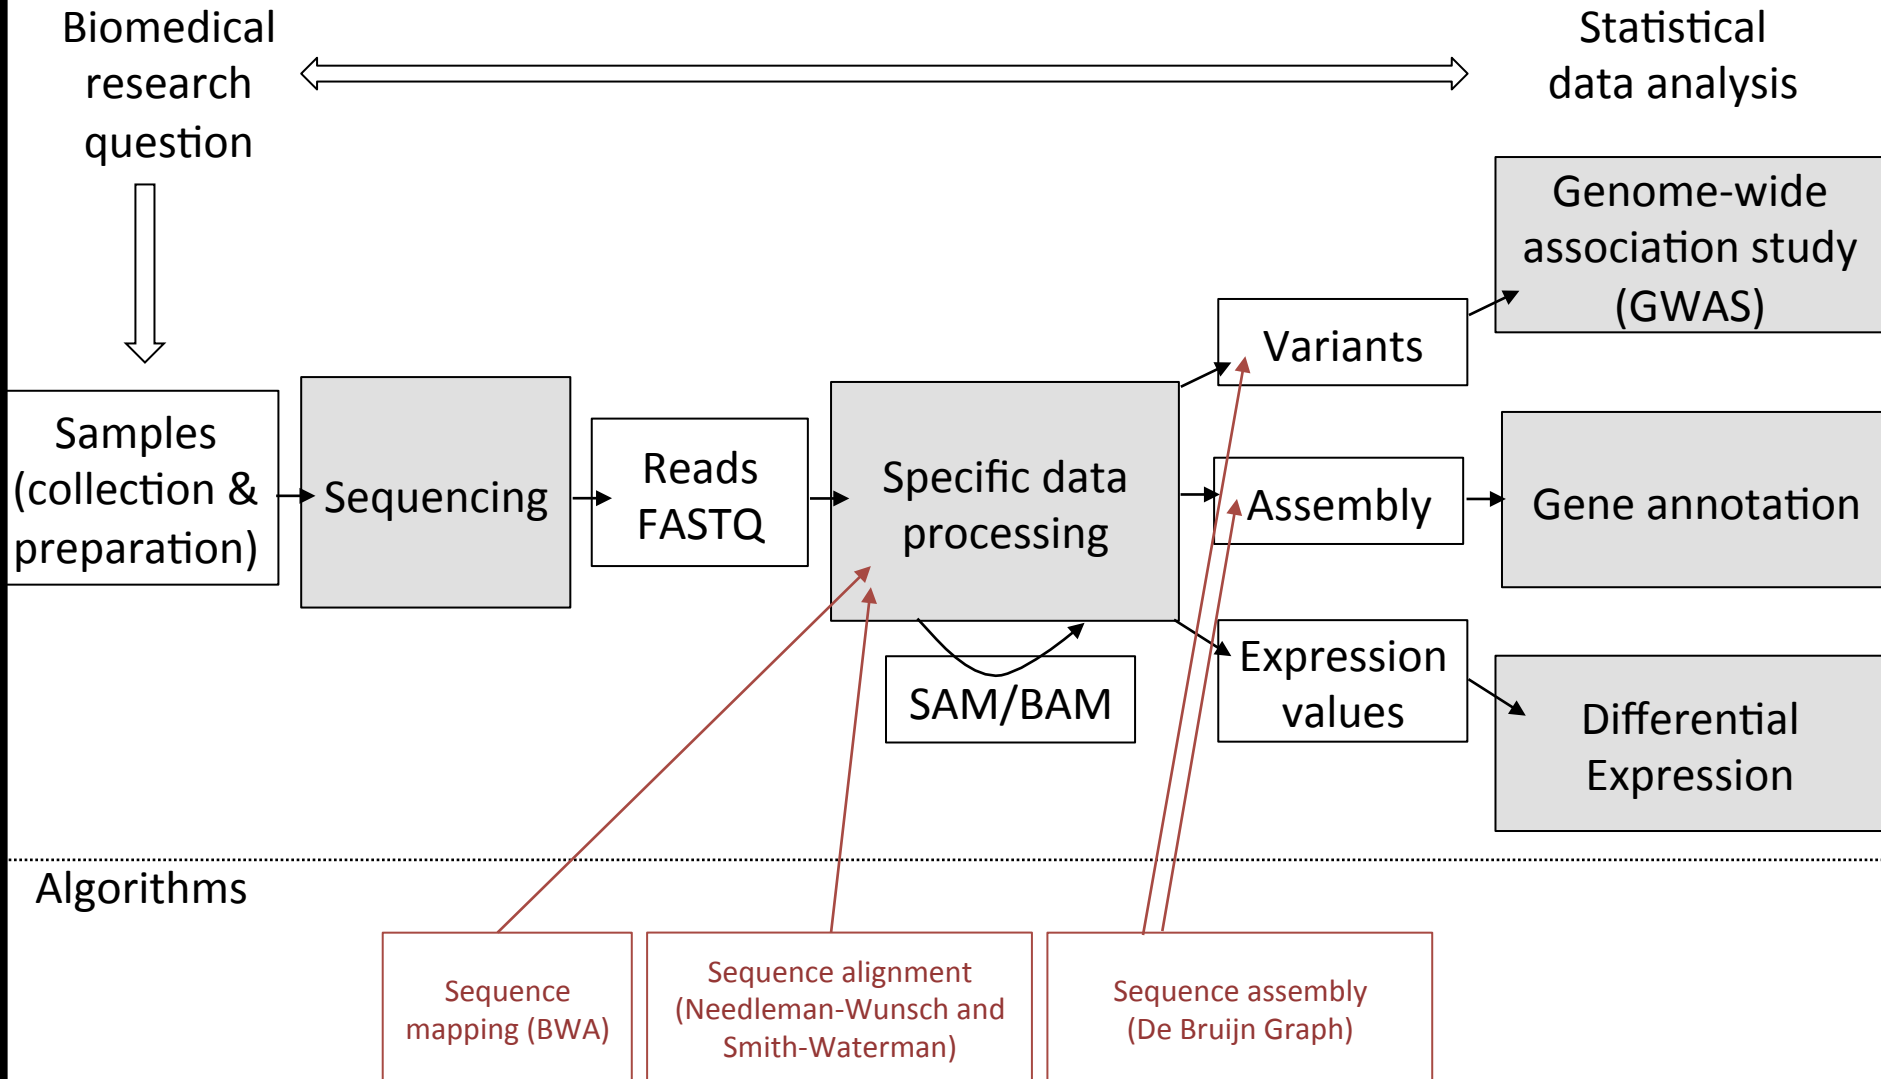 Biomedical
research
question
Statistical
data analysis
Genome-wide
association study
(GWAS)
Variants
Samples
(collection &
preparation)
Sequencing
Reads
FASTQ
Specific data
processing
Assembly
Gene annotation
SAM/BAM
Expression
values
Differential
Expression
Algorithms
Sequence
mapping (BWA)
Sequence alignment
(Needleman-Wunsch and
Smith-Waterman)
Sequence assembly
(De Bruijn Graph)